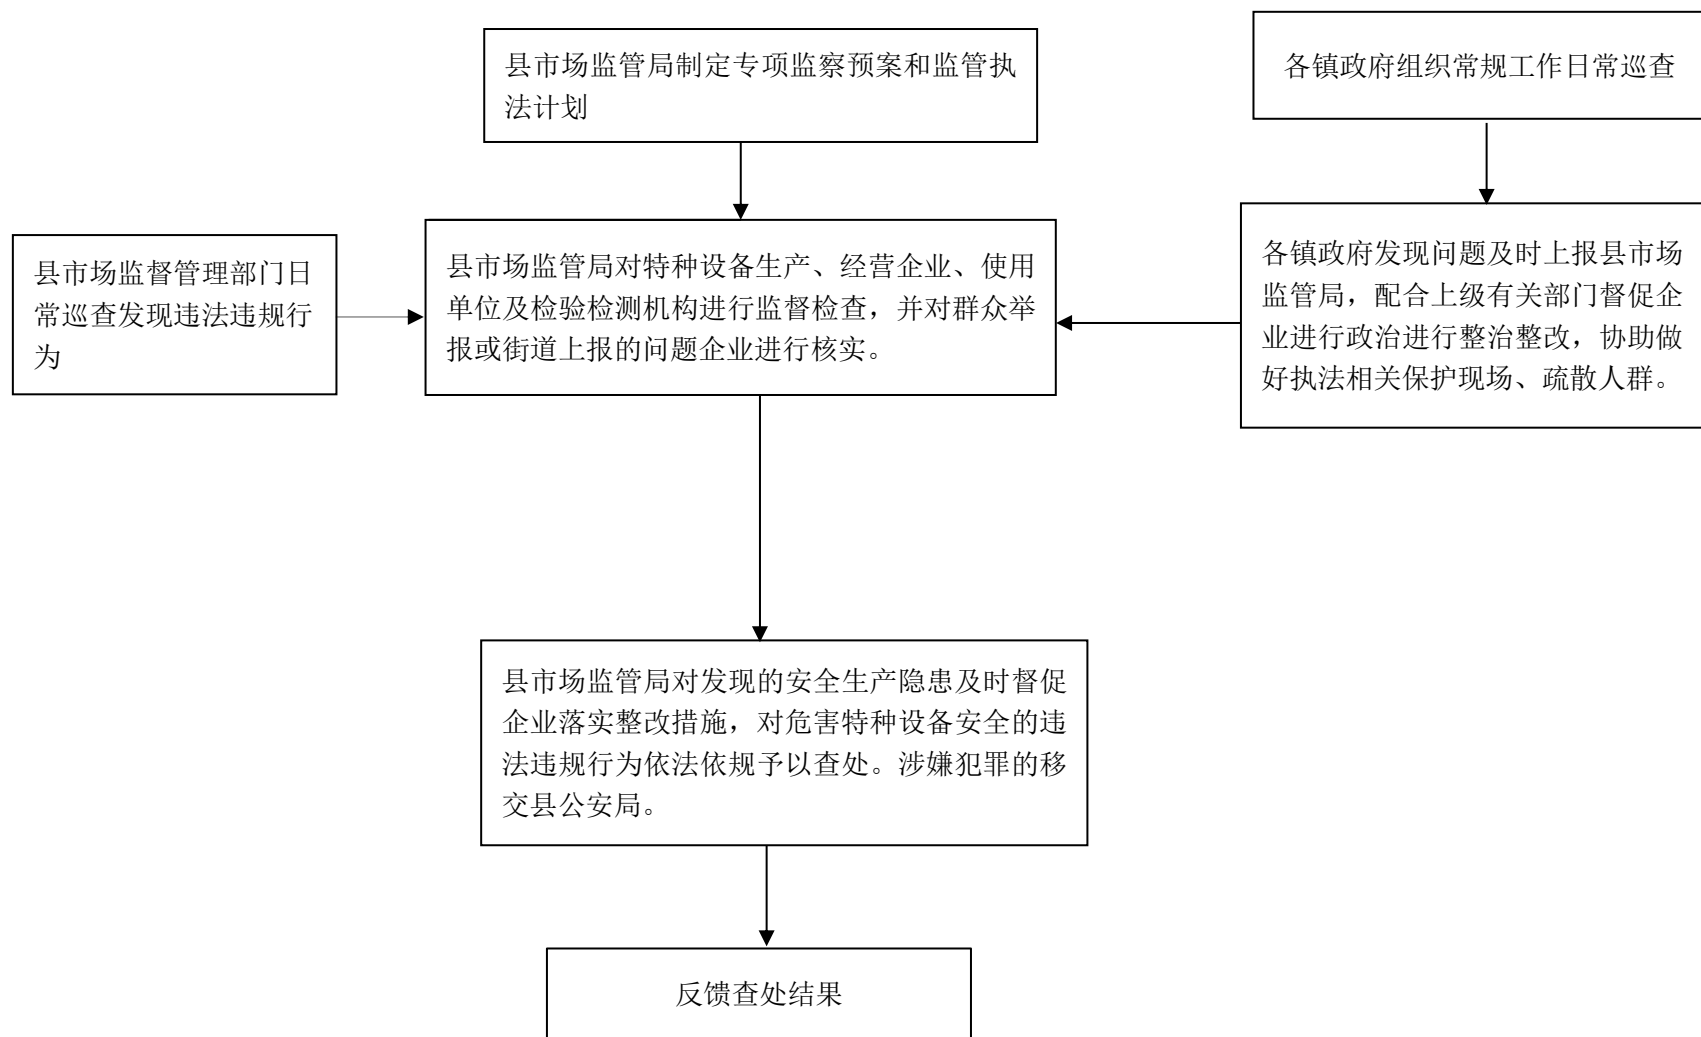 县市场监管局制定专项监察预案和监管执
法计划
各镇政府组织常规工作日常巡查
县市场监督管理部门日
常巡查发现违法违规行
为
县市场监管局对特种设备生产、经营企业、使用
单位及检验检测机构进行监督检查，并对群众举
报或街道上报的问题企业进行核实。
各镇政府发现问题及时上报县市场
监管局，配合上级有关部门督促企
业进行政治进行整治整改，协助做
好执法相关保护现场、疏散人群。
县市场监管局对发现的安全生产隐患及时督促
企业落实整改措施，对危害特种设备安全的违
法违规行为依法依规予以查处。涉嫌犯罪的移
交县公安局。
反馈查处结果